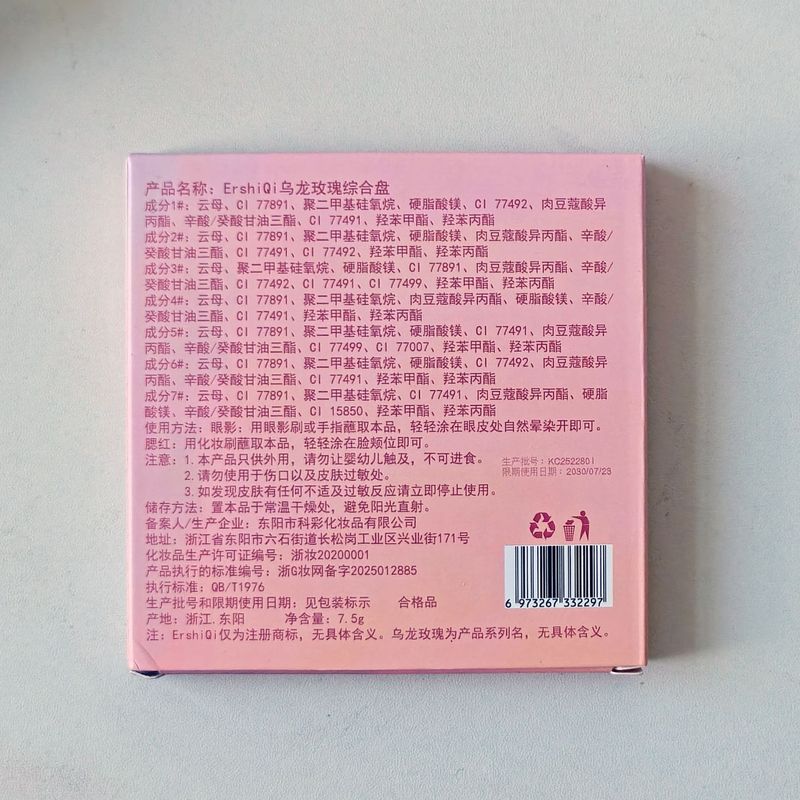 产品名称：ErshiQi乌龙玫瑰综合盘
成分1#：云母、CI 77891、聚二甲基硅氧烷、硬脂酸镁、CI 77492、肉豆蔻酸异
丙酯、辛酸/癸酸甘油三酯、CI 77491、羟苯甲酯、羟苯丙酯
成分2#：云母、CI 77891、聚二甲基硅氧烷、硬脂酸镁、肉豆蔻酸异丙酯、辛酸/
癸酸甘油三酯、CI 77491、CI 77492、羟苯甲酯、羟苯丙酯
成分3#：云母、聚二甲基硅氧烷、硬脂酸镁、CI 77891、肉豆蔻酸异丙酯、辛酸/
癸酸甘油三酯、CI 77492、CI 77491、CI 77499、羟苯甲酯、羟苯丙酯
成分4#：云母、CI 77891、聚二甲基硅氧烷、肉豆蔻酸异丙酯、硬脂酸镁、辛酸/
癸酸甘油三酯、CI 77491、羟苯甲酯、羟苯丙酯
成分5#：云母、CI 77891、聚二甲基硅氧烷、硬脂酸镁、CI 77491、肉豆蔻酸异
丙酯、辛酸/癸酸甘油三酯、CI 77499、CI 77007、羟苯甲酯、羟苯丙酯
成分6#：云母、CI 77891、聚二甲基硅氧烷、硬脂酸镁、CI 77492、肉豆蔻酸异
丙酯、辛酸/癸酸甘油三酯、CI 77491、羟苯甲酯、羟苯丙酯
成分7#：云母、CI 77891、聚二甲基硅氧烷、CI 77491、肉豆蔻酸异丙酯、硬脂
酸镁、辛酸/癸酸甘油三酯、CI 15850、羟苯甲酯、羟苯丙酯
使用方法：眼影：用眼影刷或手指蘸取本品，轻轻涂在眼皮处自然晕染开即可。
腮红：用化妆刷蘸取本品，轻轻涂在脸颊位即可。
注意：1.本产品只供外用，请勿让婴幼儿触及，不可进食。
2.请勿使用于伤口以及皮肤过敏处。
3.如发现皮肤有任何不适及过敏反应请立即停止使用。
生产批号：KC252280I
限期使用日期：2030/07/23
储存方法：置本品于常温干燥处，避免阳光直射。
备案人/生产企业：东阳市科彩化妆品有限公司
地址：浙江省东阳市六石街道长松岗工业区兴业街171号
化妆品生产许可证编号：浙妆20200001
产品执行的标准编号：浙G妆网备字2025012885
执行标准：QB/T1976
生产批号和限期使用日期：见包装标示 合格品
产地：浙江.东阳 净含量：7.5g
注：ErshiQi仅为注册商标，无具体含义。乌龙玫瑰为产品系列名，无具体含义。
6 973267 332297